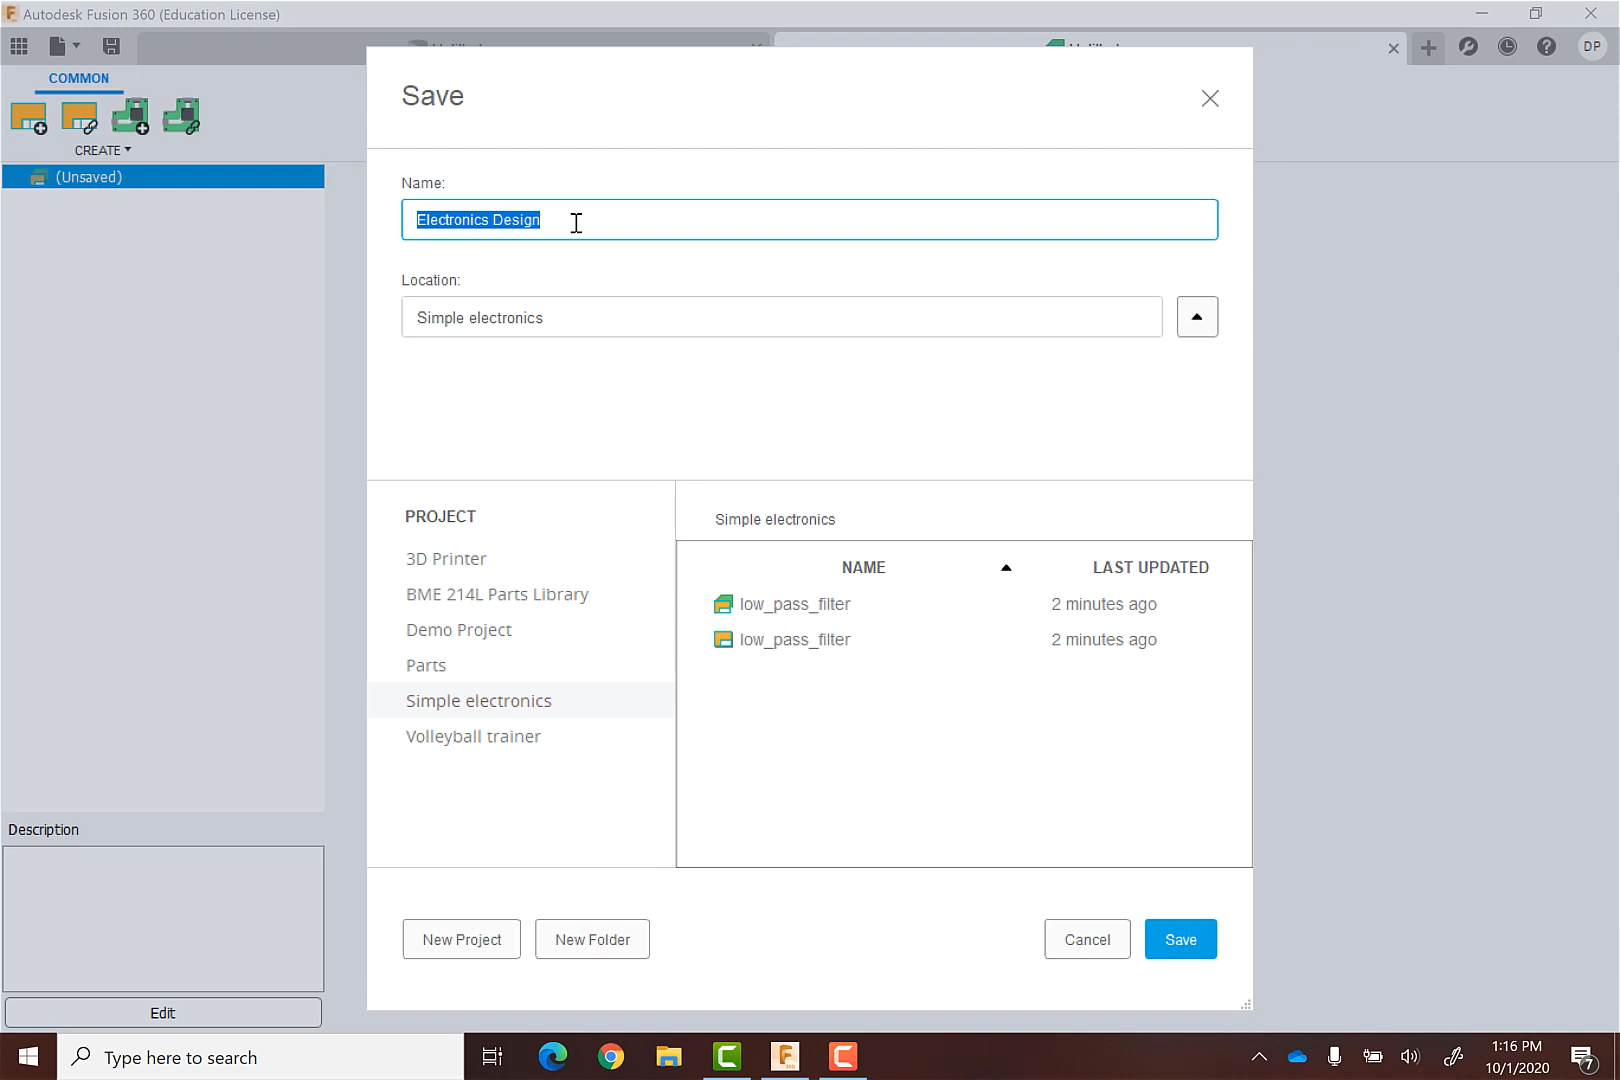 Autodesk Fusion 360 (Education License)
DP
COMMON
CREATE
(Unsaved)
Save
Name:
Electronics Design
Location:
Simple electronics
PROJECT
3D Printer
BME 214L Parts Library
Demo Project
Parts
Simple electronics
Volleyball trainer
Simple electronics
NAME LAST UPDATED
low_pass_filter 2 minutes ago
low_pass_filter 2 minutes ago
Description
Edit
New Project New Folder Cancel Save
Type here to search
1:16 PM
10/1/2020
7